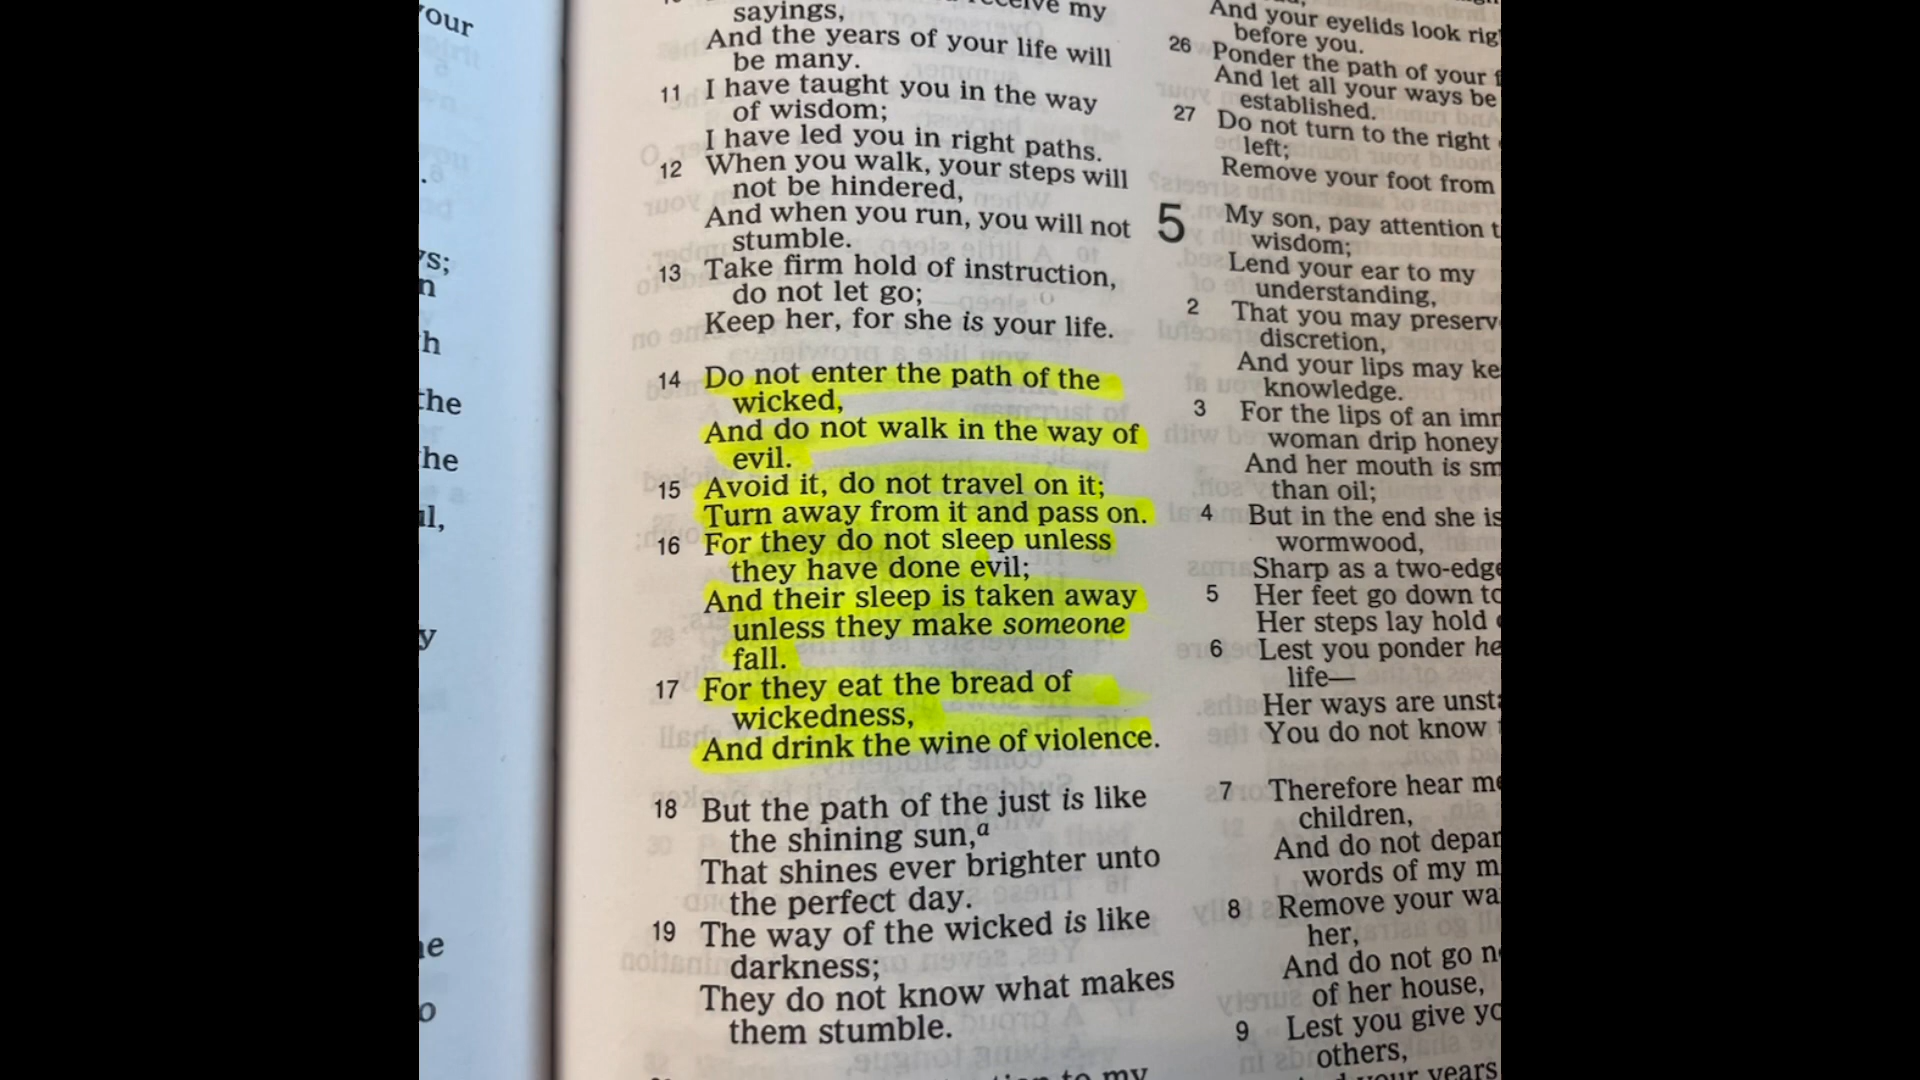 our
s;
n
h
the
he
l,
y
e
o
my
sayings,
And the years of your life will
be many.
11 I have taught you in the way
of wisdom;
I have led you in right paths.
12 When you walk, your steps will
not be hindered,
And when you run, you will not
stumble.
13 Take firm hold of instruction,
do not let go;
Keep her, for she is your life.
14 Do not enter the path of the
wicked,
And do not walk in the way of
evil.
15 Avoid it, do not travel on it;
Turn away from it and pass on.
16 For they do not sleep unless
they have done evil;
And their sleep is taken away
unless they make someone
fall.
17 For they eat the bread of
wickedness,
And drink the wine of violence.
18 But the path of the just is like
the shining sun,a
That shines ever brighter unto
the perfect day.
19 The way of the wicked is like
darkness;
They do not know what makes
them stumble.
to my
And your eyelids look
before you.
26 Ponder the path of your
And let all your ways be
established.
27 Do not turn to the right
left;
Remove your foot from
5 My son, pay attention
wisdom;
Lend your ear to my
understanding,
2 That you may
discretion,
And your lips may
knowledge.
3 For the lips of an
woman drip honey
And her mouth is
than oil;
4 But in the end she is
wormwood,
Sharp as a
5 Her feet go down
Her steps lay hold
6 Lest you ponder
life—
Her ways are
You do not know
7 Therefore hear
children,
And do not
words of my
8 Remove your
her,
And do not go
of her house,
9 Lest you give
others,
years